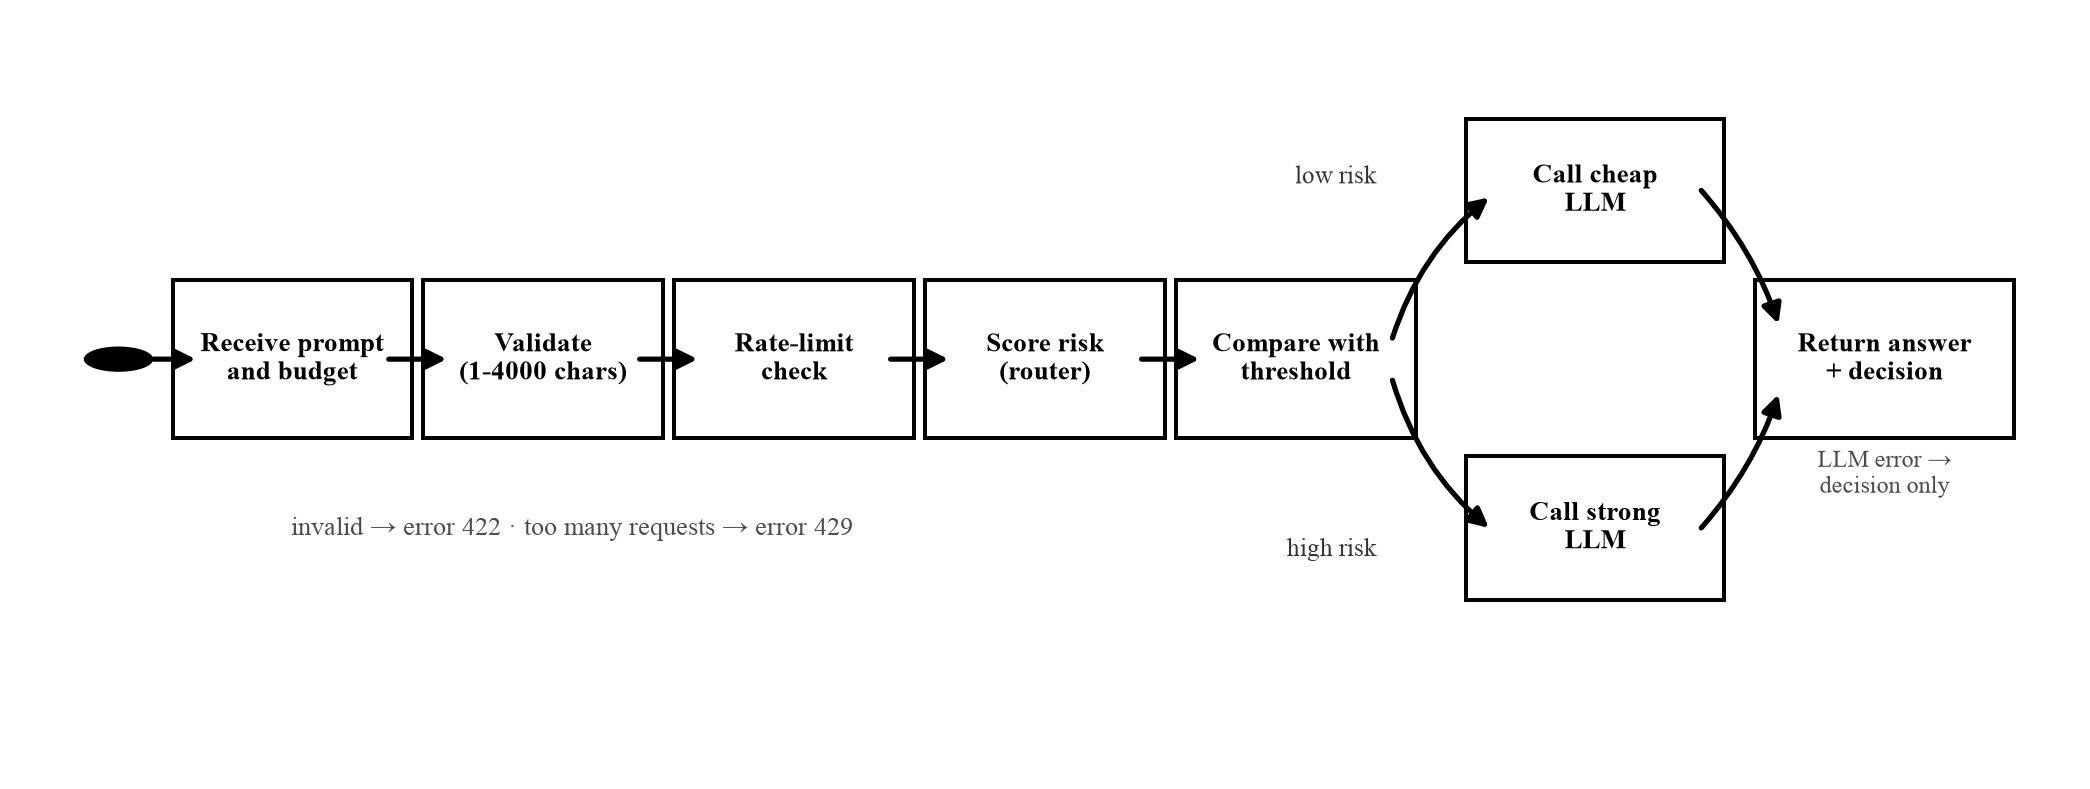 low risk
Call cheap
LLM
Receive prompt
and budget
Validate
(1-4000 chars)
Rate-limit
check
Score risk
(router)
Compare with
threshold
Return answer
+ decision
LLM error →
decision only
invalid → error 422 · too many requests → error 429
high risk
Call strong
LLM